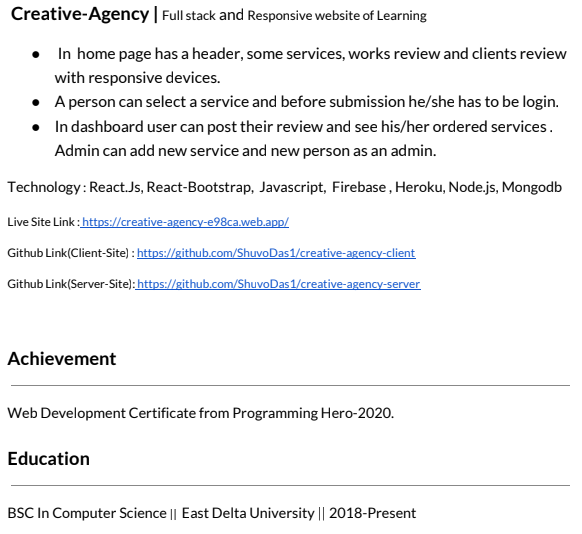 Creative-Agency | Full stack and Responsive website of Learning
● In home page has a header, some services, works review and clients review
with responsive devices.
● A person can select a service and before submission he/she has to be login.
● In dashboard user can post their review and see his/her ordered services .
Admin can add new service and new person as an admin.
Technology : React.Js, React-Bootstrap, Javascript, Firebase , Heroku, Node.js, Mongodb
Live Site Link : https://creative-agency-e98ca.web.app/
Github Link(Client-Site) : https://github.com/ShuvoDas1/creative-agency-client
Github Link(Server-Site): https://github.com/ShuvoDas1/creative-agency-server
Achievement
Web Development Certificate from Programming Hero-2020.
Education
BSC In Computer Science || East Delta University || 2018-Present